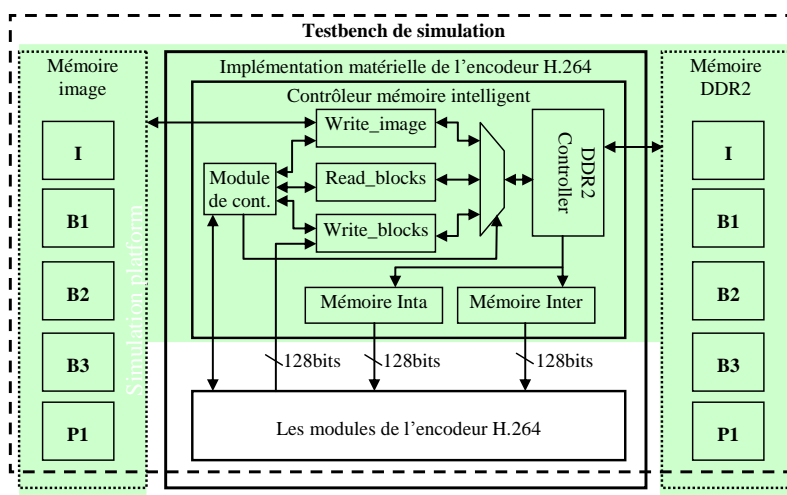 Testbench de simulation
Mémoire
image
I
B1
B2
B3
P1
Simulation platform
Implémentation matérielle de l'encodeur H.264
Contrôleur mémoire intelligent
Write_image
Module
de cont.
Read_blocks
Write_blocks
DDR2
Controller
Mémoire Inta
Mémoire Inter
128bits
128bits
128bits
Les modules de l'encodeur H.264
Mémoire
DDR2
I
B1
B2
B3
P1